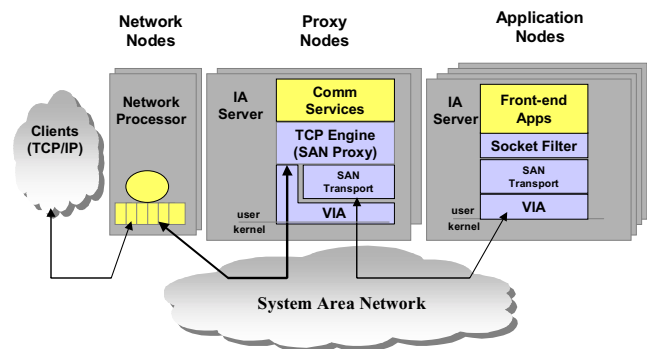 Network
Nodes
Proxy
Nodes
Application
Nodes
Clients
(TCP/IP)
Network
Processor
IA
Server
Comm
Services
TCP Engine
(SAN Proxy)
SAN
Transport
VIA
user
kernel
IA
Server
Front-end
Apps
Socket Filter
SAN
Transport
VIA
user
kernel
System Area Network